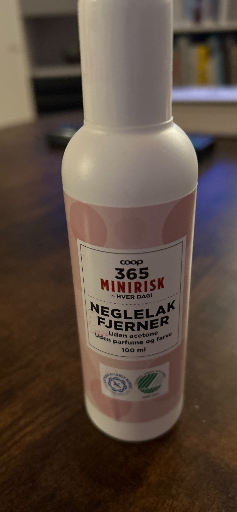 coop
365
MINIRISK
- HVER DAG!
NEGLELAK
FJERNER
Uden acetone
Uden parfume og farve
100 ml